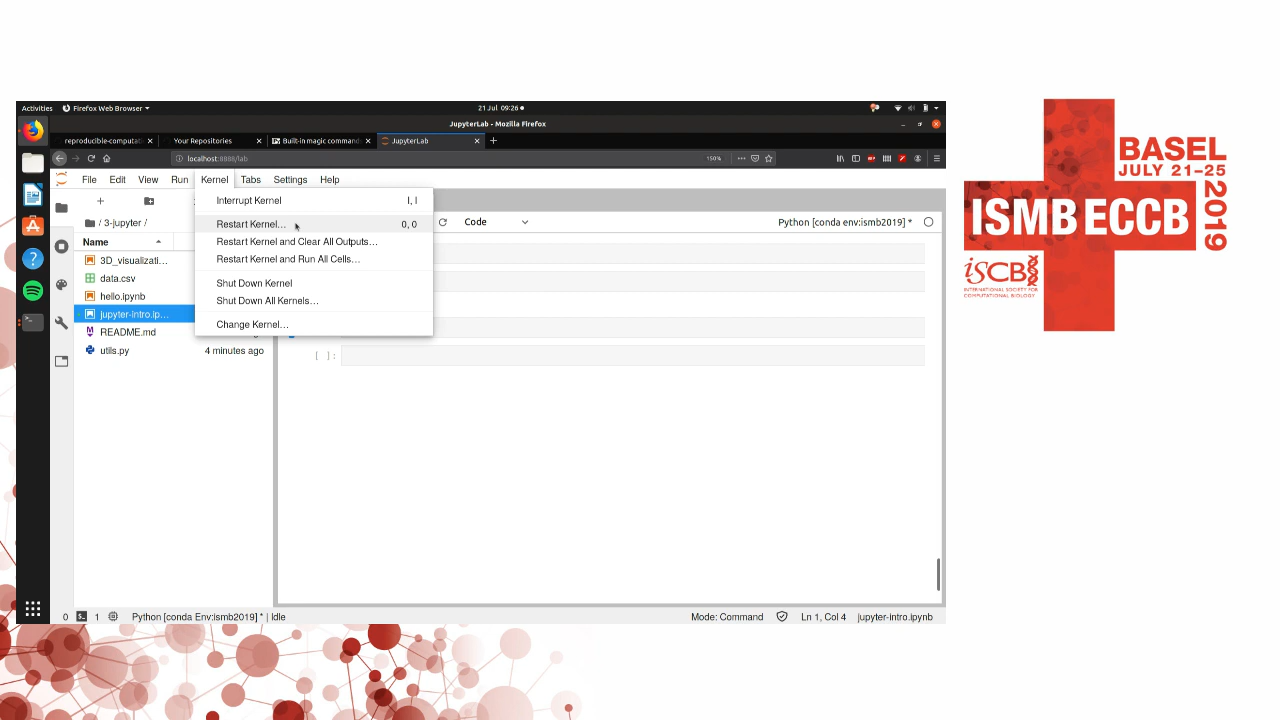 Activities
Firefox Web Browser
21 Jul 09:26
JupyterLab - Mozilla Firefox
reproducible-computat
Your Repositories
Built-in magic command
JupyterLab
localhost:8888/lab
150%
File Edit View Run Kernel Tabs Settings Help
Interrupt Kernel I, I
Restart Kernel… 0, 0
Restart Kernel and Clear All Outputs…
Restart Kernel and Run All Cells…
Shut Down Kernel
Shut Down All Kernels…
Change Kernel…
/ 3-jupyter /
Name
3D_visualizati…
data.csv
hello.ipynb
jupyter-intro.ip…
README.md
utils.py 4 minutes ago
Code
Python [conda env:ismb2019] *
[ ]:
0 1 Python [conda Env:ismb2019] * | Idle
Mode: Command Ln 1, Col 4 jupyter-intro.ipynb
BASEL
JULY 21–25
2019
ISMB ECCB
iSCB
INTERNATIONAL SOCIETY FOR
COMPUTATIONAL BIOLOGY